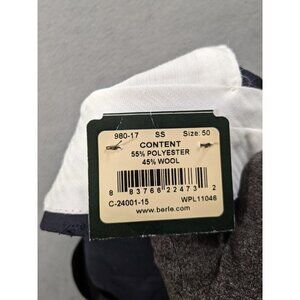 980-17 SS Size: 50
CONTENT
55% POLYESTER
45% WOOL
8 83766 22473 2
C-24001-15 WPL11046
www.berle.com